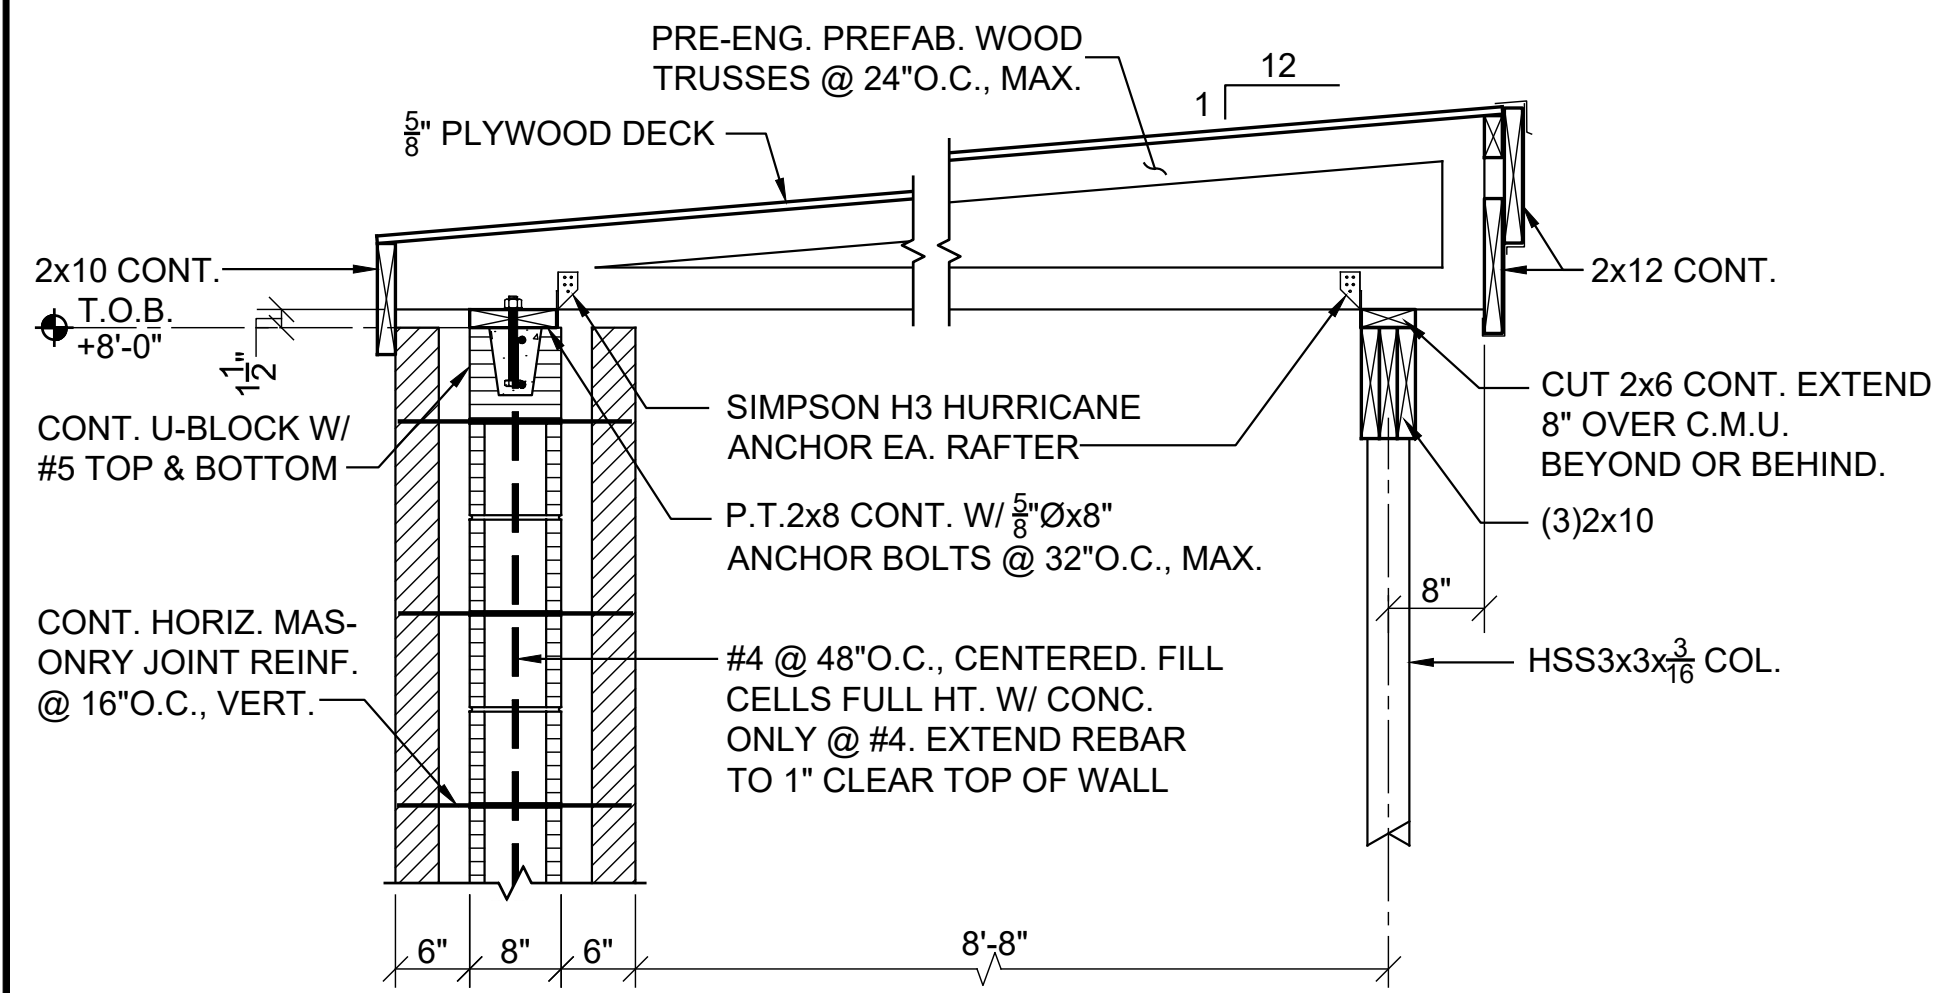 PRE-ENG. PREFAB. WOOD
TRUSSES @ 24"O.C., MAX.
12
1
5/8" PLYWOOD DECK
2x10 CONT.
T.O.B.
+8'-0"
1 1/2"
2x12 CONT.
CONT. U-BLOCK W/
#5 TOP & BOTTOM
SIMPSON H3 HURRICANE
ANCHOR EA. RAFTER
CUT 2x6 CONT. EXTEND
8" OVER C.M.U.
BEYOND OR BEHIND.
P.T.2x8 CONT. W/ 5/8"Øx8"
ANCHOR BOLTS @ 32"O.C., MAX.
(3)2x10
8"
CONT. HORIZ. MAS-
ONRY JOINT REINF.
@ 16"O.C., VERT.
#4 @ 48"O.C., CENTERED. FILL
CELLS FULL HT. W/ CONC.
ONLY @ #4. EXTEND REBAR
TO 1" CLEAR TOP OF WALL
HSS3x3x3/16 COL.
6"
8"
6"
8'-8"